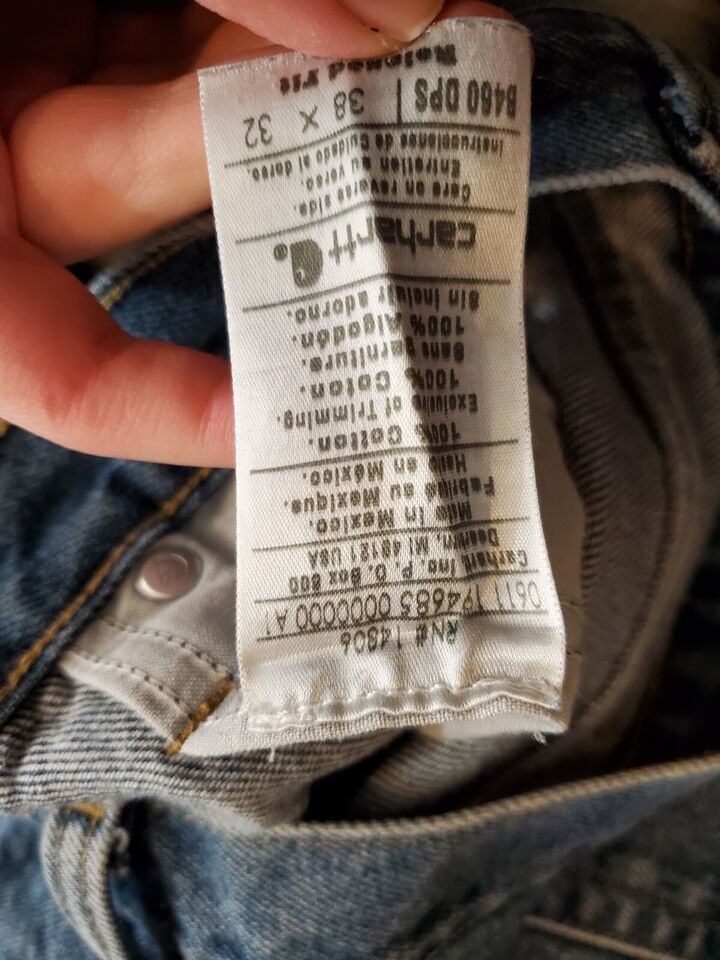 Relaxed Fit
B460 DPS | 38 X 32
Instrucciones de Cuidado al dorso.
Entretien au verso.
Care on reverse side.
carhartt
Sin incluir adorno.
100% Algodón.
Sans garniture.
100% Coton.
Exclusive of Trimming.
100% Cotton.
Hecho en México.
Fabriqué au Mexique.
Made in Mexico.
Dearborn, MI 48121 USA
Carhartt, Inc. P.O. Box 600
0611 194685 0000000 A1
RN# 14806